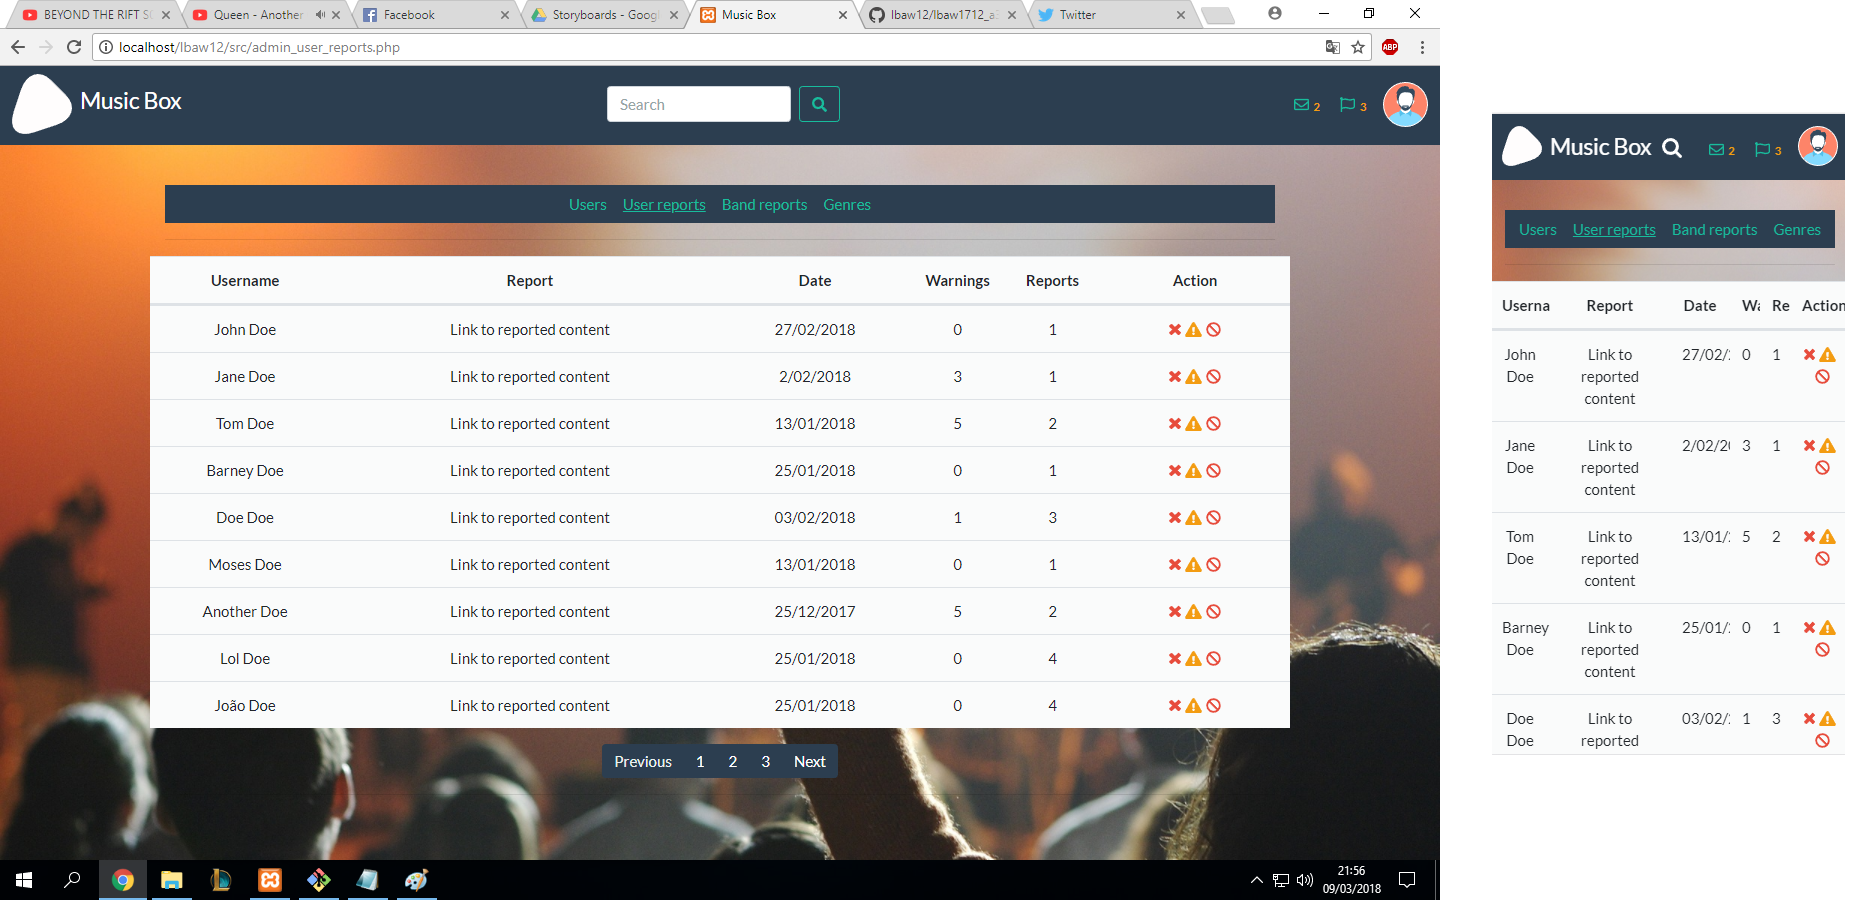 BEYOND THE RIFT SO
Queen - Another
Facebook
Storyboards - Googl
Music Box
lbaw12/lbaw1712_a3
Twitter
localhost/lbaw12/src/admin_user_reports.php
ABP
Music Box
Search
2
3
Users User reports Band reports Genres
Username Report Date Warnings Reports Action
John Doe Link to reported content 27/02/2018 0 1
Jane Doe Link to reported content 2/02/2018 3 1
Tom Doe Link to reported content 13/01/2018 5 2
Barney Doe Link to reported content 25/01/2018 0 1
Doe Doe Link to reported content 03/02/2018 1 3
Moses Doe Link to reported content 13/01/2018 0 1
Another Doe Link to reported content 25/12/2017 5 2
Lol Doe Link to reported content 25/01/2018 0 4
João Doe Link to reported content 25/01/2018 0 4
Previous 1 2 3 Next
21:56
09/03/2018
Music Box 2 3
Users User reports Band reports Genres
Userna Report Date Wa Re Action
John Link to 27/02/ 0 1
Doe reported
content
Jane Link to 2/02/20 3 1
Doe reported
content
Tom Link to 13/01/ 5 2
Doe reported
content
Barney Link to 25/01/ 0 1
Doe reported
content
Doe Link to 03/02/ 1 3
Doe reported